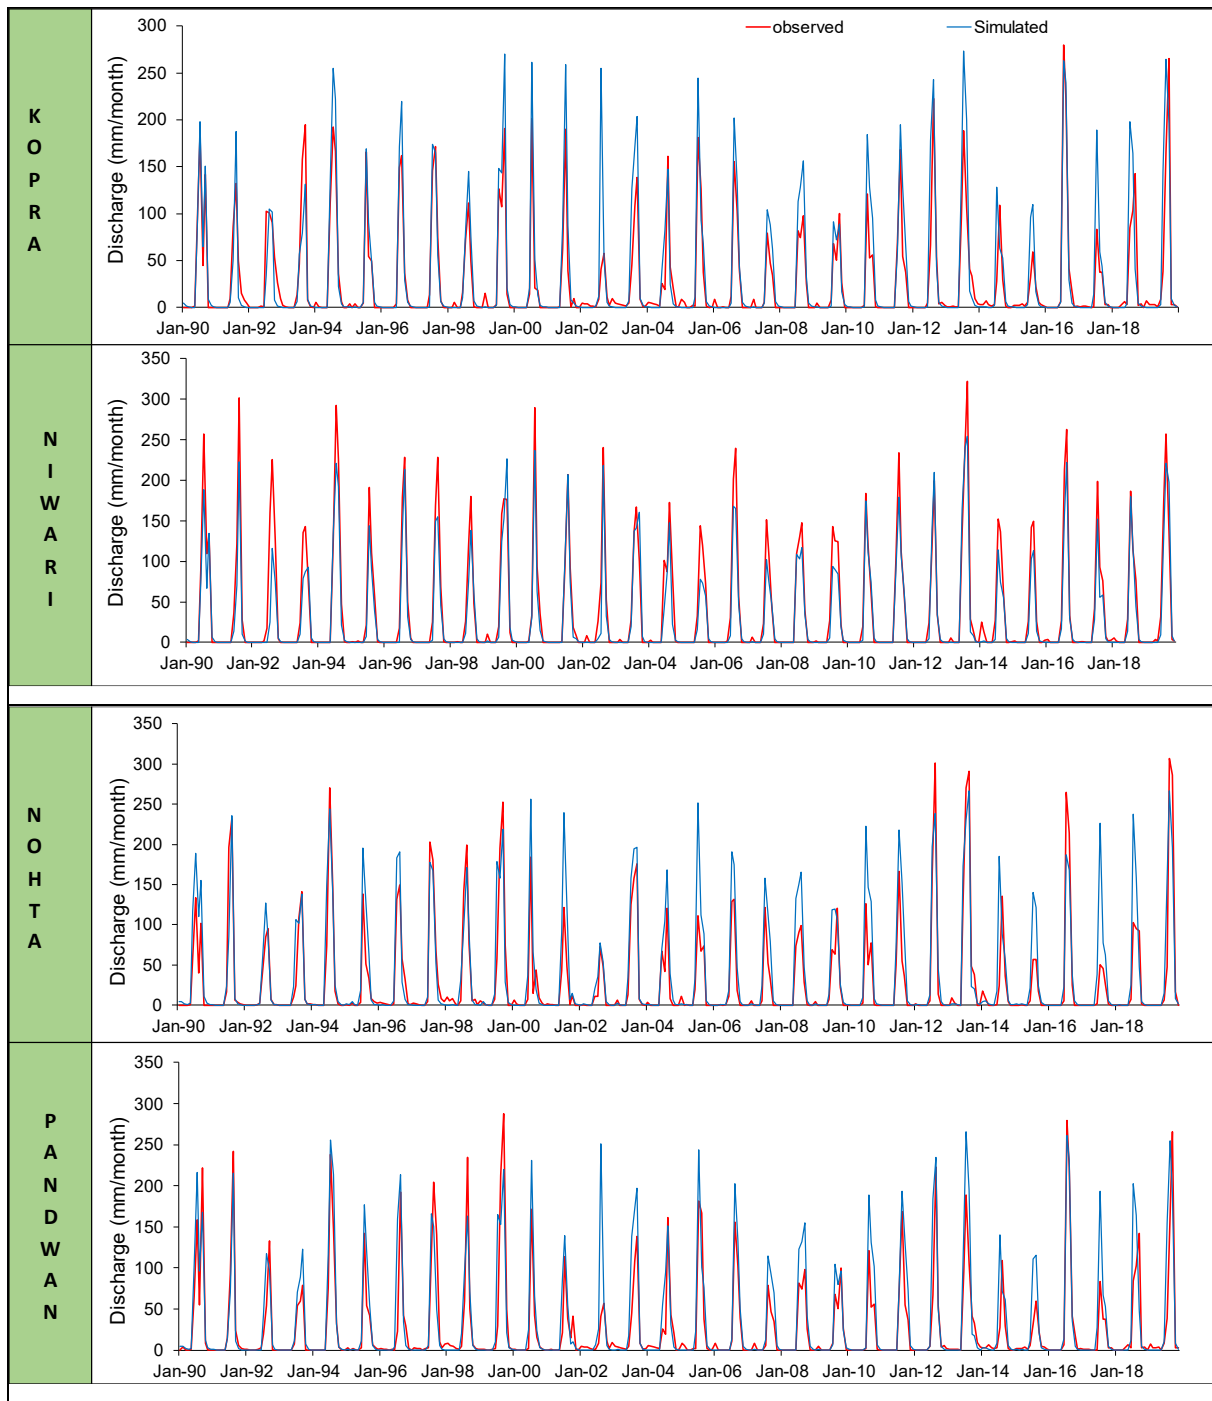 KOPRA
Discharge (mm/month)
300
250
200
150
100
50
0
observed
Simulated
Jan-90 Jan-92 Jan-94 Jan-96 Jan-98 Jan-00 Jan-02 Jan-04 Jan-06 Jan-08 Jan-10 Jan-12 Jan-14 Jan-16 Jan-18
NIWARI
Discharge (mm/month)
350
300
250
200
150
100
50
0
Jan-90 Jan-92 Jan-94 Jan-96 Jan-98 Jan-00 Jan-02 Jan-04 Jan-06 Jan-08 Jan-10 Jan-12 Jan-14 Jan-16 Jan-18
NOHTA
Discharge (mm/month)
350
300
250
200
150
100
50
0
Jan-90 Jan-92 Jan-94 Jan-96 Jan-98 Jan-00 Jan-02 Jan-04 Jan-06 Jan-08 Jan-10 Jan-12 Jan-14 Jan-16 Jan-18
PANDWAN
Discharge (mm/month)
350
300
250
200
150
100
50
0
Jan-90 Jan-92 Jan-94 Jan-96 Jan-98 Jan-00 Jan-02 Jan-04 Jan-06 Jan-08 Jan-10 Jan-12 Jan-14 Jan-16 Jan-18